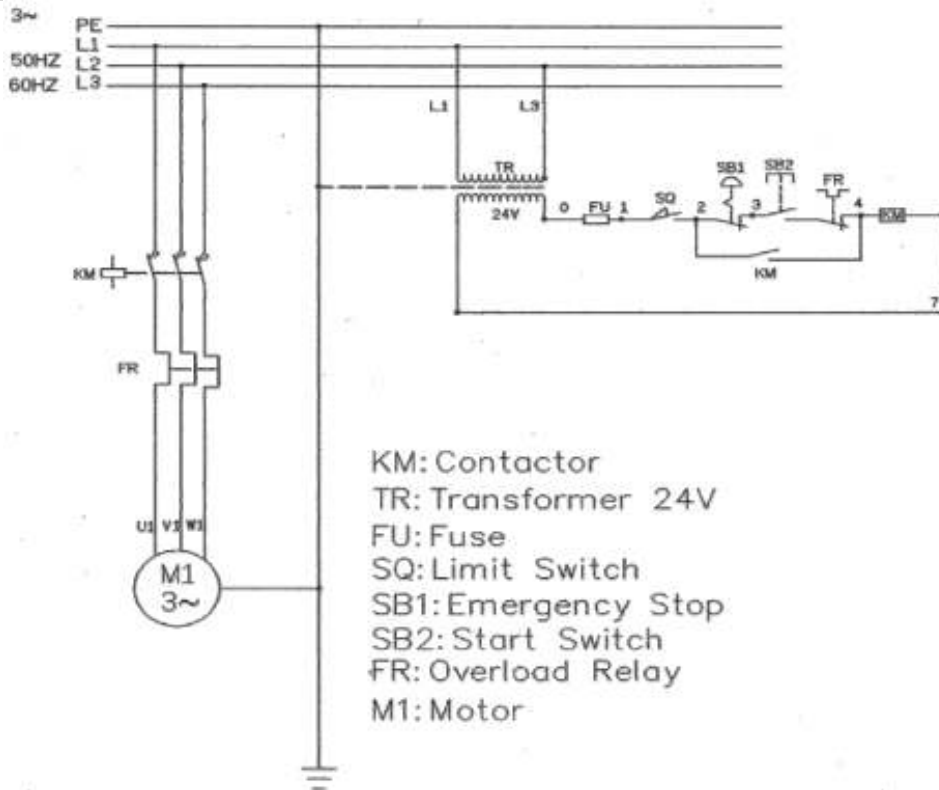 3~
PE
L1
50HZ L2
60HZ L3
L1 L3
TR
24V
0 FU 1 SQ 2 SB1 3 SB2 FR 4 KM
KM
7
KM
FR
U1 V1 W1
M1
3~
KM: Contactor
TR: Transformer 24V
FU: Fuse
SQ: Limit Switch
SB1: Emergency Stop
SB2: Start Switch
FR: Overload Relay
M1: Motor